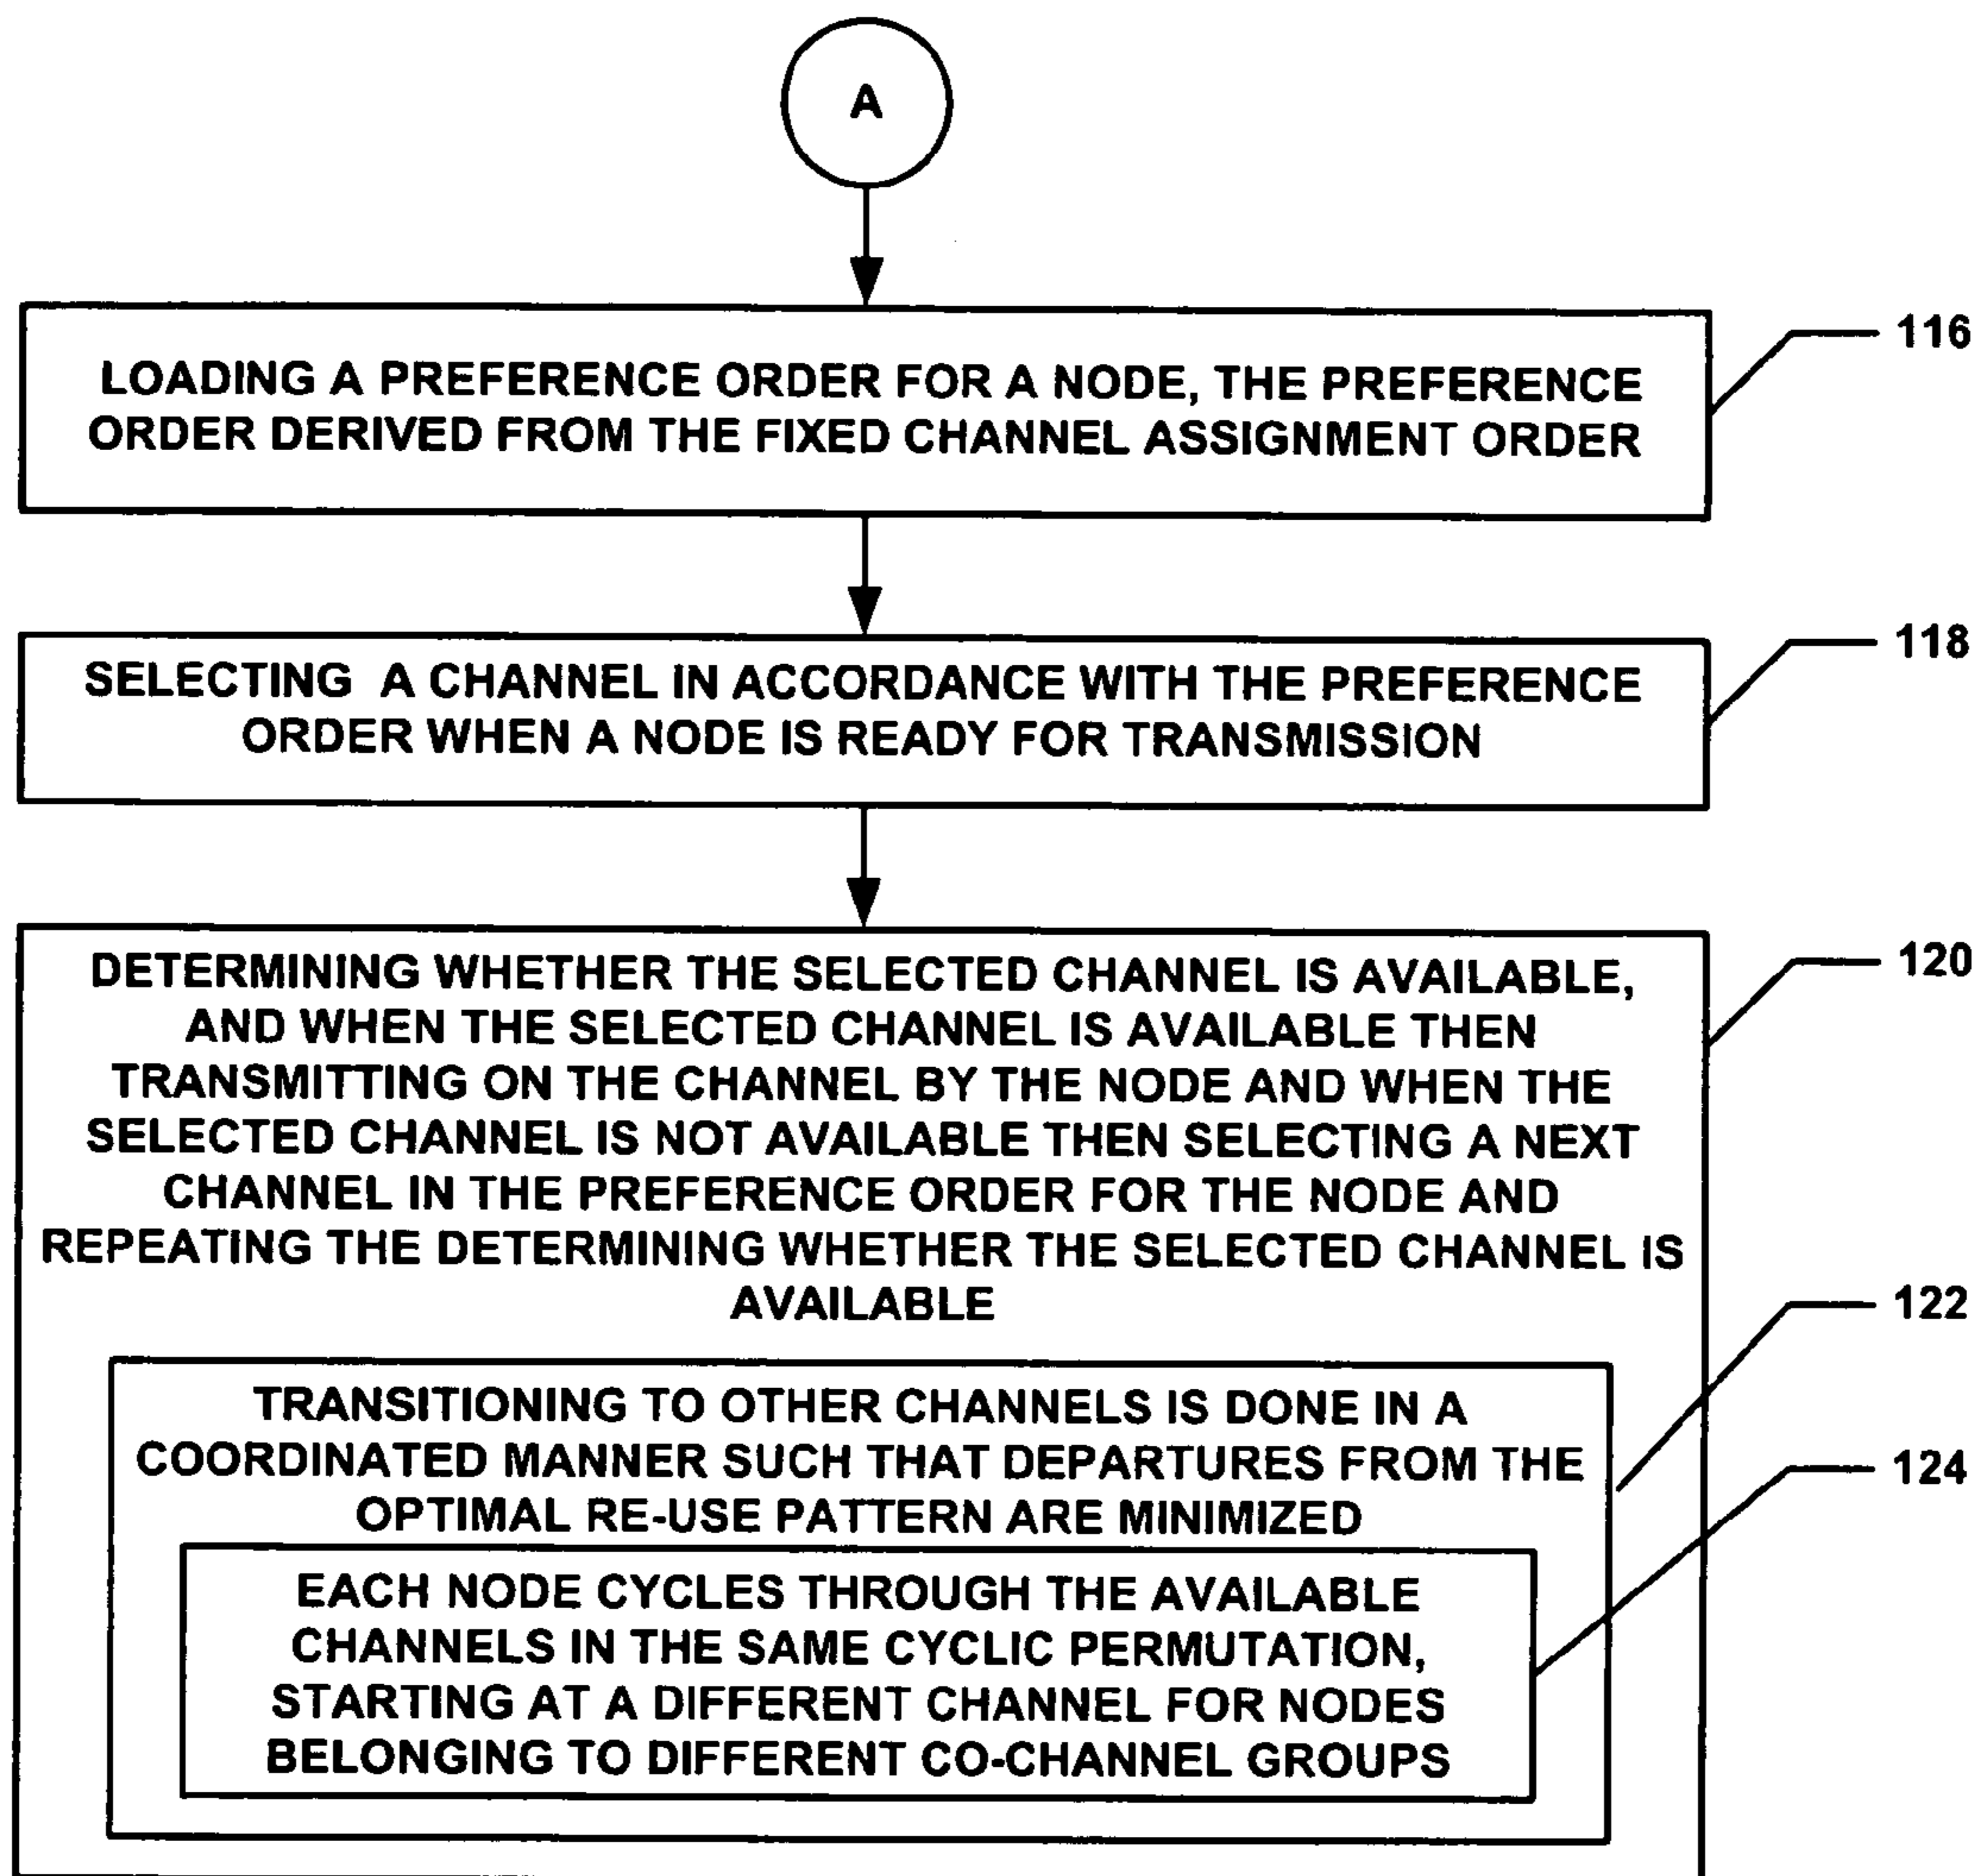 A
LOADING A PREFERENCE ORDER FOR A NODE, THE PREFERENCE
ORDER DERIVED FROM THE FIXED CHANNEL ASSIGNMENT ORDER
116
SELECTING A CHANNEL IN ACCORDANCE WITH THE PREFERENCE
ORDER WHEN A NODE IS READY FOR TRANSMISSION
118
DETERMINING WHETHER THE SELECTED CHANNEL IS AVAILABLE,
AND WHEN THE SELECTED CHANNEL IS AVAILABLE THEN
TRANSMITTING ON THE CHANNEL BY THE NODE AND WHEN THE
SELECTED CHANNEL IS NOT AVAILABLE THEN SELECTING A NEXT
CHANNEL IN THE PREFERENCE ORDER FOR THE NODE AND
REPEATING THE DETERMINING WHETHER THE SELECTED CHANNEL IS
AVAILABLE
120
TRANSITIONING TO OTHER CHANNELS IS DONE IN A
COORDINATED MANNER SUCH THAT DEPARTURES FROM THE
OPTIMAL RE-USE PATTERN ARE MINIMIZED
122
EACH NODE CYCLES THROUGH THE AVAILABLE
CHANNELS IN THE SAME CYCLIC PERMUTATION,
STARTING AT A DIFFERENT CHANNEL FOR NODES
BELONGING TO DIFFERENT CO-CHANNEL GROUPS
124